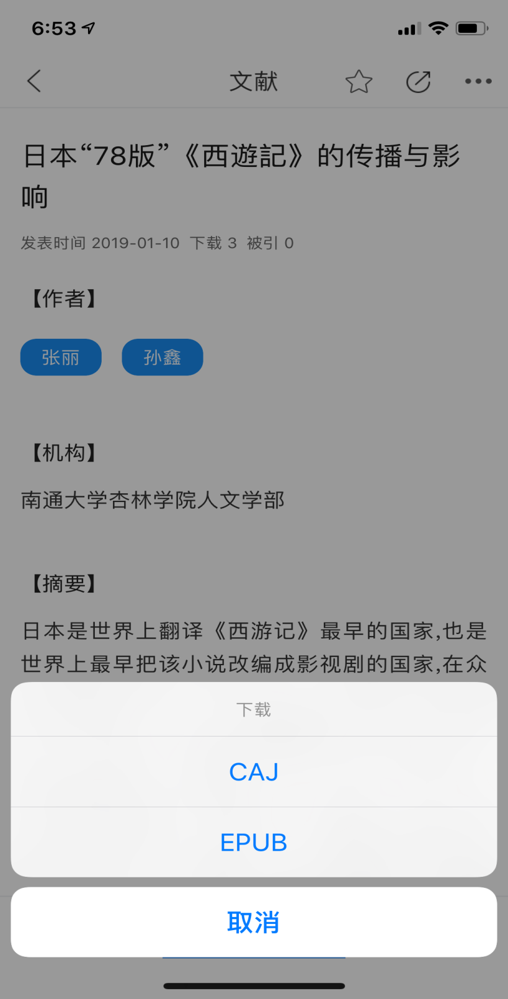 6:53
文献
日本“78版”《西遊記》的传播与影
响
发表时间 2019-01-10 下载 3 被引 0
【作者】
张丽 孙鑫
【机构】
南通大学杏林学院人文学部
【摘要】
日本是世界上翻译《西游记》最早的国家,也是
世界上最早把该小说改编成影视剧的国家,在众
下载
CAJ
EPUB
取消